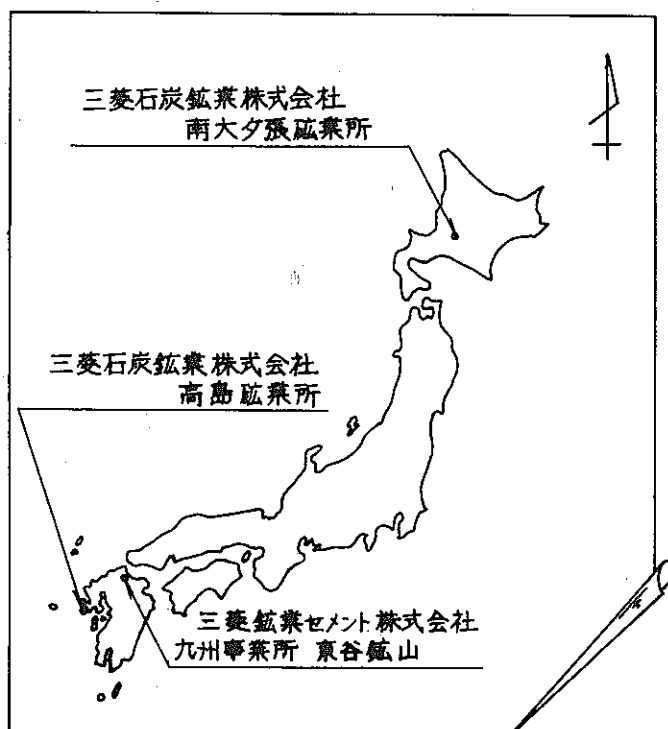 三菱石炭鉱業株式会社
南大夕張砿業所
三菱石炭鉱業株式会社
高島砿業所
三菱鉱業セメント株式会社
九州事業所 東谷鉱山